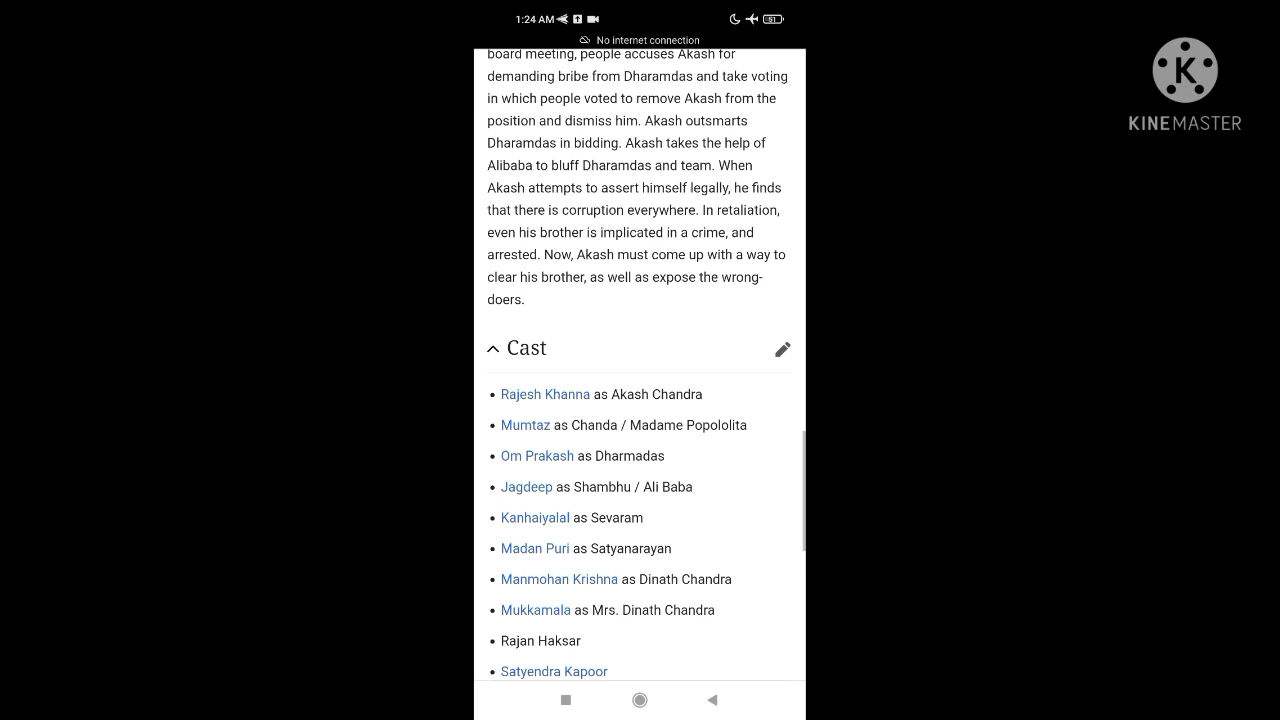 1:24 AM
51
No internet connection
board meeting, people accuses Akash for
demanding bribe from Dharamdas and take voting
in which people voted to remove Akash from the
position and dismiss him. Akash outsmarts
Dharamdas in bidding. Akash takes the help of
Alibaba to bluff Dharamdas and team. When
Akash attempts to assert himself legally, he finds
that there is corruption everywhere. In retaliation,
even his brother is implicated in a crime, and
arrested. Now, Akash must come up with a way to
clear his brother, as well as expose the wrong-
doers.
Cast
• Rajesh Khanna as Akash Chandra
• Mumtaz as Chanda / Madame Popololita
• Om Prakash as Dharmadas
• Jagdeep as Shambhu / Ali Baba
• Kanhaiyalal as Sevaram
• Madan Puri as Satyanarayan
• Manmohan Krishna as Dinath Chandra
• Mukkamala as Mrs. Dinath Chandra
• Rajan Haksar
• Satyendra Kapoor
K
KINEMASTER